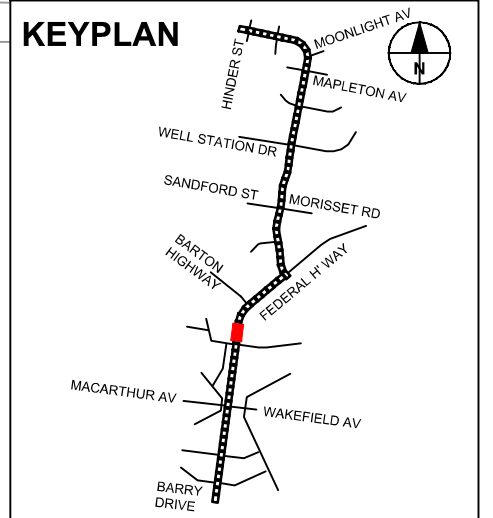 KEYPLAN
MOONLIGHT AV
HINDER ST
N
MAPLETON AV
WELL STATION DR
SANDFORD ST
MORISSET RD
BARTON
HIGHWAY
FEDERAL H' WAY
MACARTHUR AV
WAKEFIELD AV
BARRY
DRIVE